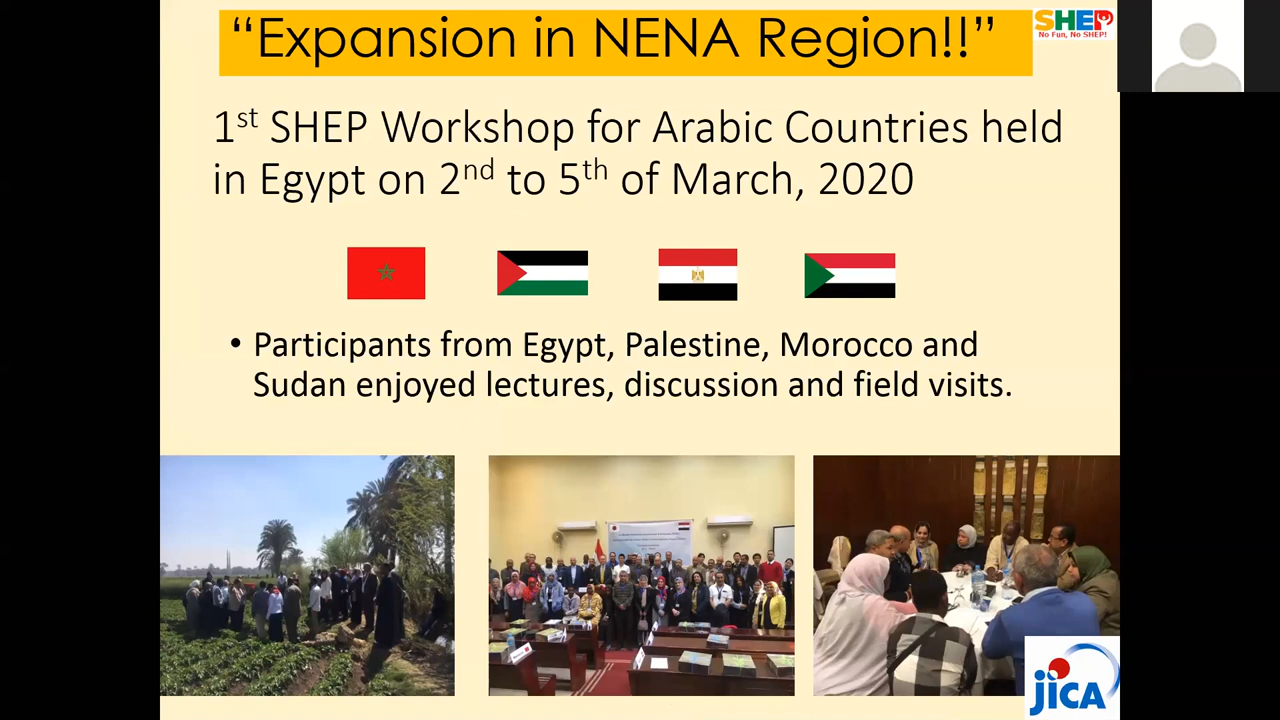 “Expansion in NENA Region!!”
SHEP
No Fun, No SHEP!
1st SHEP Workshop for Arabic Countries held
in Egypt on 2nd to 5th of March, 2020
• Participants from Egypt, Palestine, Morocco and
Sudan enjoyed lectures, discussion and field visits.
jICA